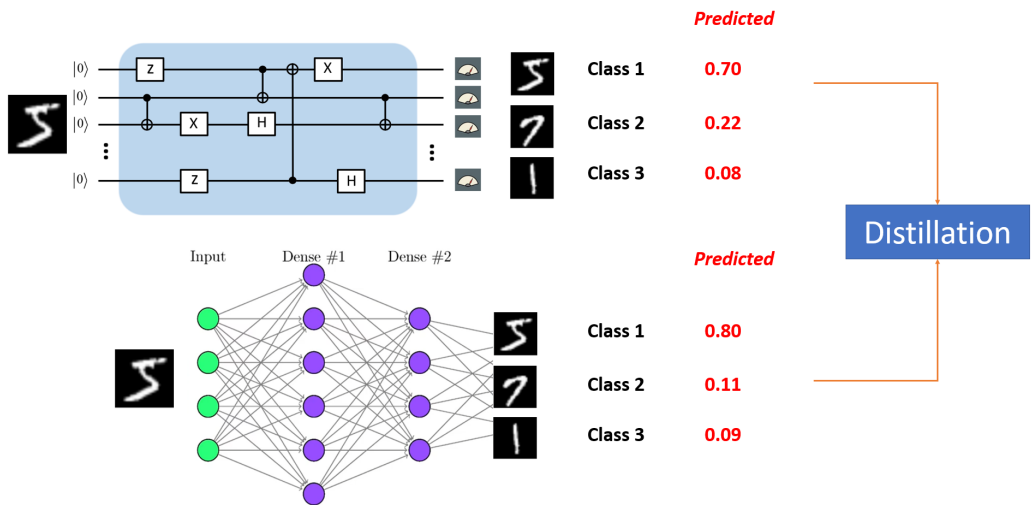 Predicted
|0⟩ Z X Class 1 0.70
|0⟩
|0⟩ X H Class 2 0.22
|0⟩ Z H Class 3 0.08
Distillation
Input Dense #1 Dense #2 Predicted
Class 1 0.80
Class 2 0.11
Class 3 0.09